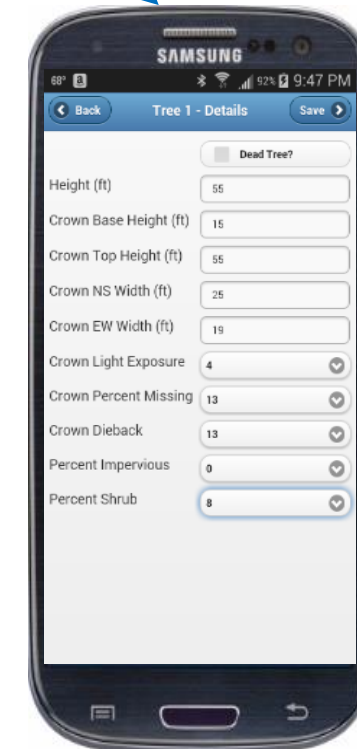 SAMSUNG
68° a 92% 9:47 PM
Back Tree 1 - Details Save
Dead Tree?
Height (ft) 55
Crown Base Height (ft) 15
Crown Top Height (ft) 55
Crown NS Width (ft) 25
Crown EW Width (ft) 19
Crown Light Exposure 4
Crown Percent Missing 13
Crown Dieback 13
Percent Impervious 0
Percent Shrub 8